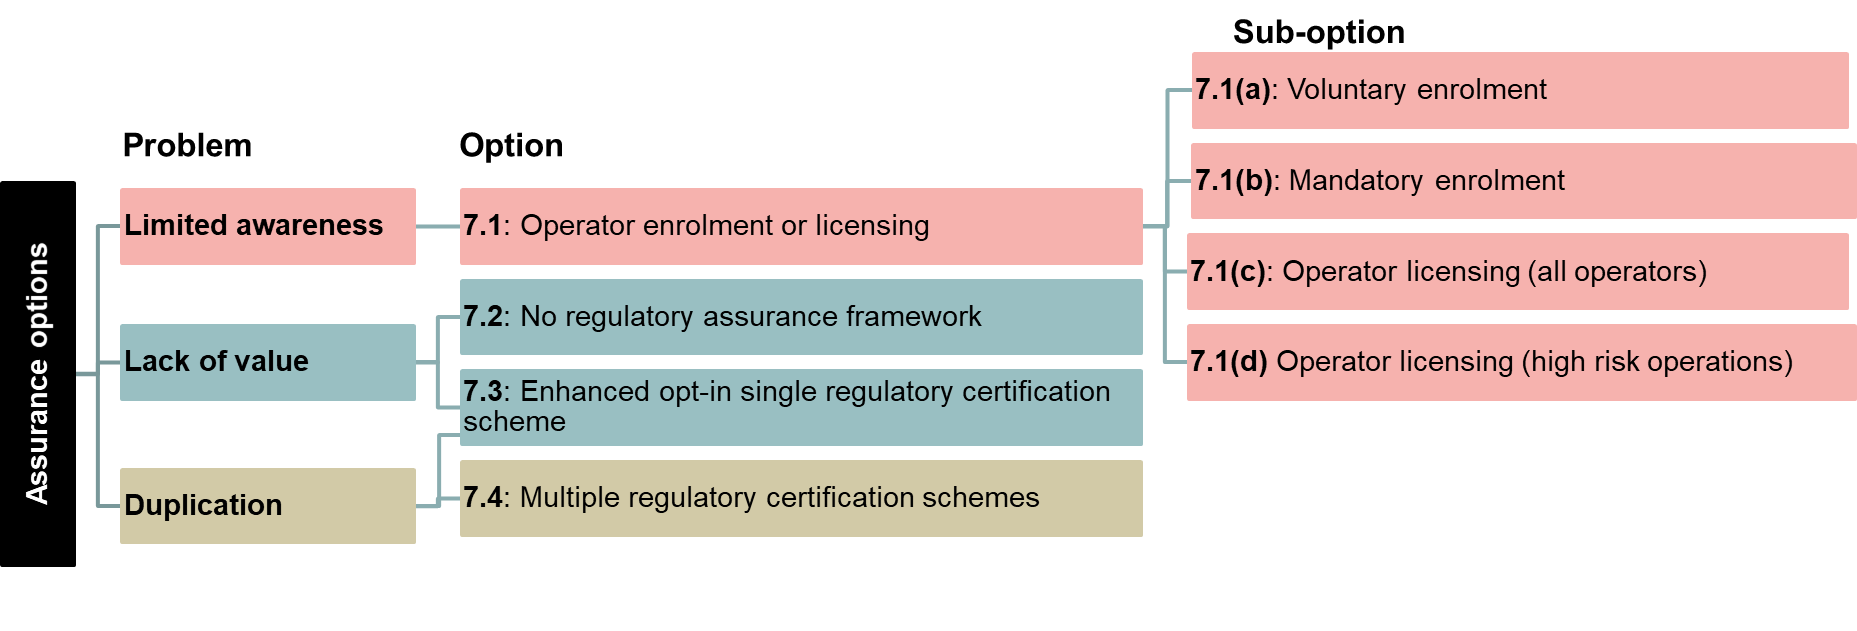 Assurance options
Problem
Limited awareness
Lack of value
Duplication
Option
7.1: Operator enrolment or licensing
7.2: No regulatory assurance framework
7.3: Enhanced opt-in single regulatory certification
scheme
7.4: Multiple regulatory certification schemes
Sub-option
7.1(a): Voluntary enrolment
7.1(b): Mandatory enrolment
7.1(c): Operator licensing (all operators)
7.1(d) Operator licensing (high risk operations)